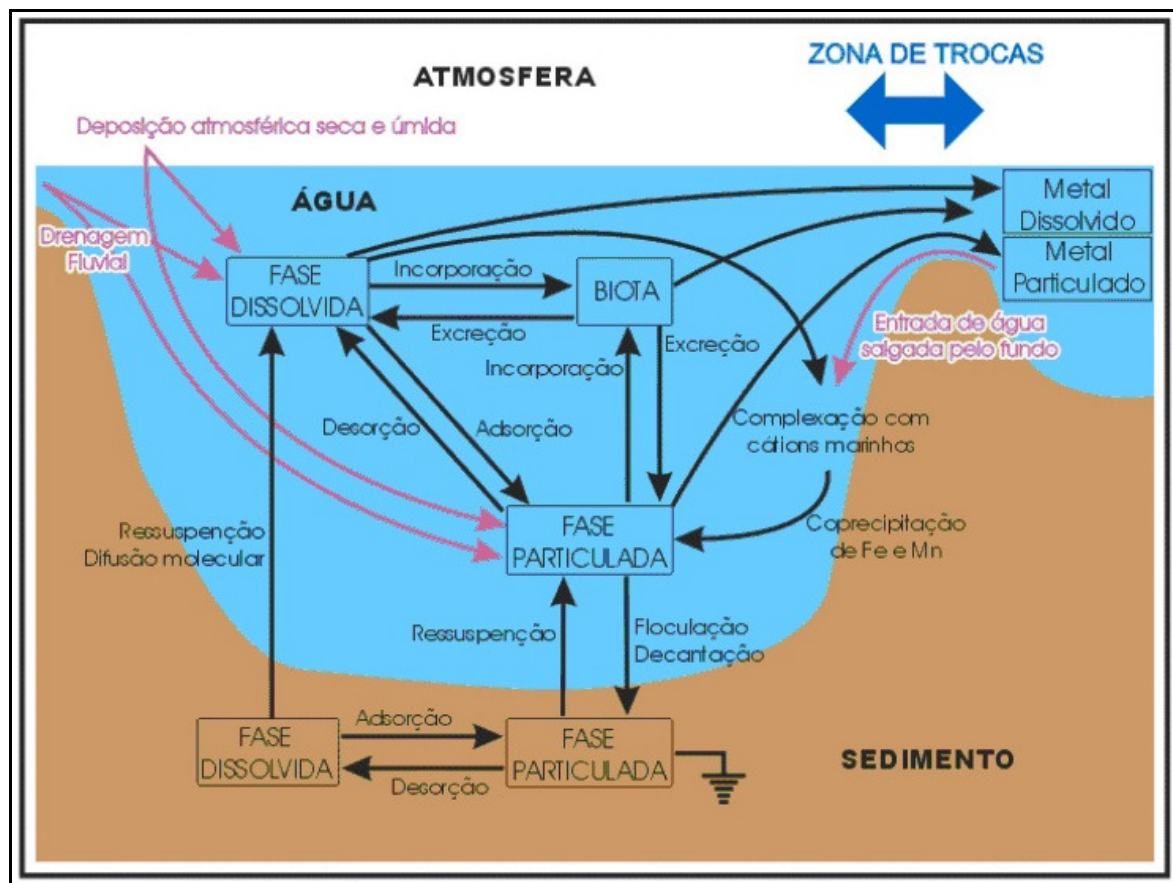 ZONA DE TROCAS
ATMOSFERA
Deposição atmosférica seca e úmida
ÁGUA
Metal
Dissolvido
Drenagem
Fluvial
Metal
Particulado
FASE
DISSOLVIDA
Incorporação
BIOTA
Excreção
Excreção
Entrada de água
salgada pelo fundo
Incorporação
Desorção
Adsorção
Complexação com
cátions marinhos
Ressuspenção
Difusão molecular
FASE
PARTICULADA
Coprecipitação
de Fe e Mn
Ressuspenção
Floculação
Decantação
Adsorção
FASE
DISSOLVIDA
FASE
PARTICULADA
Desorção
SEDIMENTO